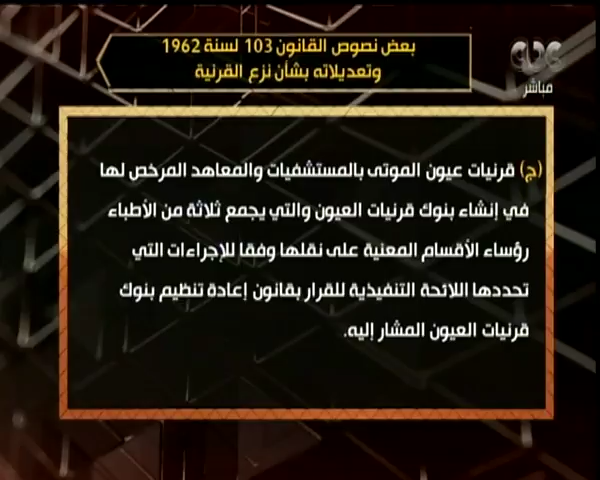 بعض نصوص القانون 103 لسنة 1962
وتعديلاته بشأن نزع القرنية
cbc
مباشر
(ج) قرنيات عيون الموتى بالمستشفيات والمعاهد المرخص لها
في إنشاء بنوك قرنيات العيون والتي يجمع ثلاثة من الأطباء
رؤساء الأقسام المعنية على نقلها وفقا للإجراءات التي
تحددها اللائحة التنفيذية للقرار بقانون إعادة تنظيم بنوك
قرنيات العيون المشار إليه.